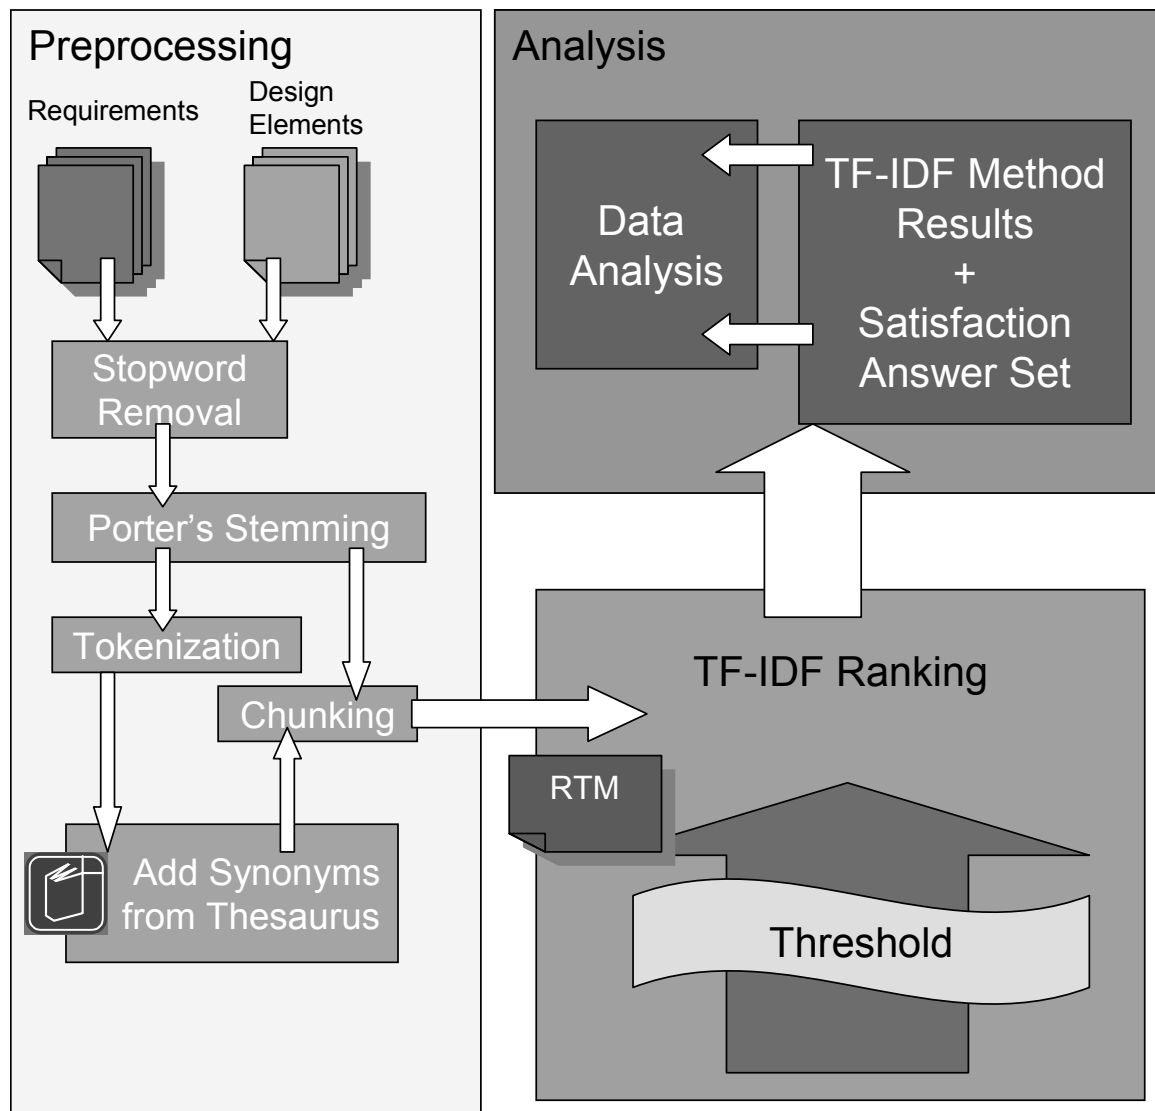 Preprocessing
Requirements
Design
Elements
Stopword
Removal
Porter’s Stemming
Tokenization
Chunking
Add Synonyms
from Thesaurus
Analysis
Data
Analysis
TF-IDF Method
Results
+
Satisfaction
Answer Set
TF-IDF Ranking
RTM
Threshold